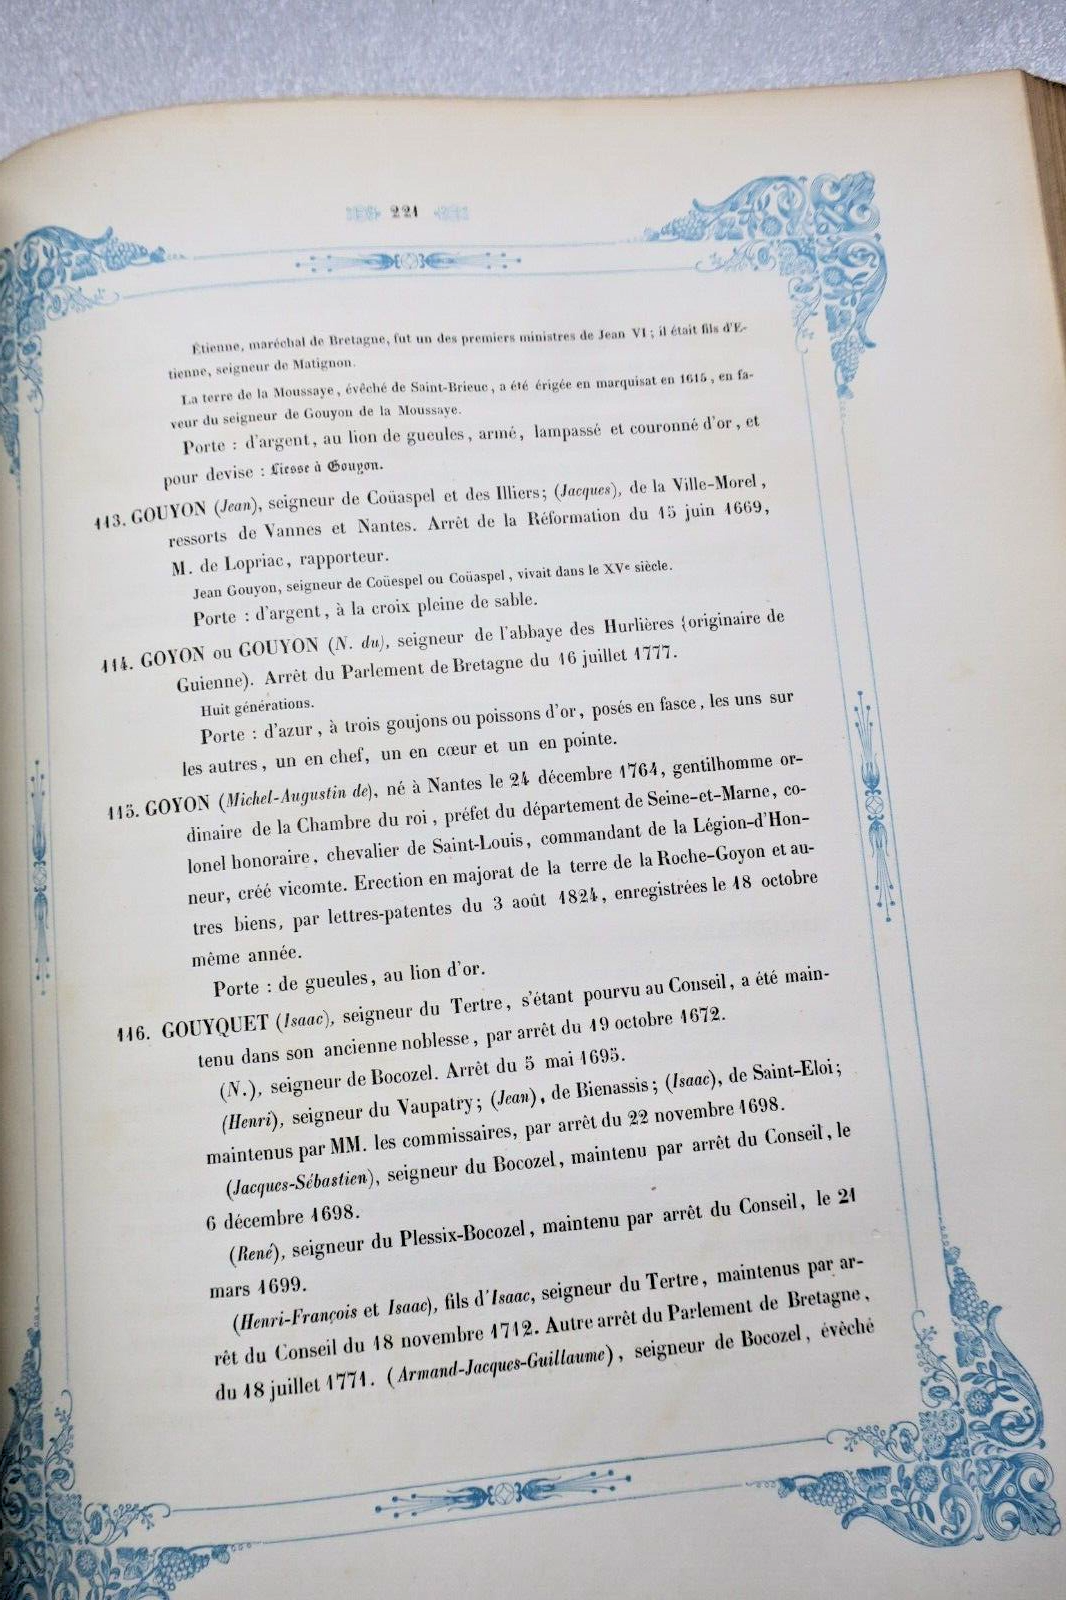 221
Étienne, maréchal de Bretagne, fut un des premiers ministres de Jean VI ; il était fils d'E-
tienne, seigneur de Matignon.
La terre de la Moussaye, évêché de Saint-Brieuc, a été érigée en marquisat en 1615, en fa-
veur du seigneur de Gouyon de la Moussaye.
Porte : d'argent, au lion de gueules, armé, lampassé et couronné d'or, et
pour devise : Liesse à Gouyon.
113. GOUYON (Jean), seigneur de Coüaspel et des Illiers; (Jacques), de la Ville-Morel,
ressorts de Vannes et Nantes. Arrêt de la Réformation du 15 juin 1669,
M. de Lopriac, rapporteur.
Jean Gouyon, seigneur de Coüespel ou Coüaspel, vivait dans le XVe siècle.
Porte : d'argent, à la croix pleine de sable.
114. GOYON ou GOUYON (N. du), seigneur de l'abbaye des Hurlières (originaire de
Guienne). Arrêt du Parlement de Bretagne du 16 juillet 1777.
Huit générations.
Porte : d'azur, à trois goujons ou poissons d'or, posés en fasce, les uns sur
les autres, un en chef, un en cœur et un en pointe.
115. GOYON (Michel-Augustin de), né à Nantes le 24 décembre 1764, gentilhomme or-
dinaire de la Chambre du roi, préfet du département de Seine-et-Marne, co-
lonel honoraire, chevalier de Saint-Louis, commandant de la Légion-d'Hon-
neur, créé vicomte. Erection en majorat de la terre de la Roche-Goyon et au-
tres biens, par lettres-patentes du 3 août 1824, enregistrées le 18 octobre
même année.
Porte : de gueules, au lion d'or.
116. GOUYQUET (Isaac), seigneur du Tertre, s'étant pourvu au Conseil, a été main-
tenu dans son ancienne noblesse, par arrêt du 19 octobre 1672.
(N.), seigneur de Bocozel. Arrêt du 5 mai 1695.
(Henri), seigneur du Vaupatry; (Jean), de Bienassis; (Isaac), de Saint-Eloi;
maintenus par MM. les commissaires, par arrêt du 22 novembre 1698.
(Jacques-Sébastien), seigneur du Bocozel, maintenu par arrêt du Conseil, le
6 décembre 1698.
(René), seigneur du Plessix-Bocozel, maintenu par arrêt du Conseil, le 21
mars 1699.
(Henri-François et Isaac), fils d'Isaac, seigneur du Tertre, maintenus par ar-
rêt du Conseil du 18 novembre 1712. Autre arrêt du Parlement de Bretagne,
du 18 juillet 1771. (Armand-Jacques-Guillaume), seigneur de Bocozel, évêché